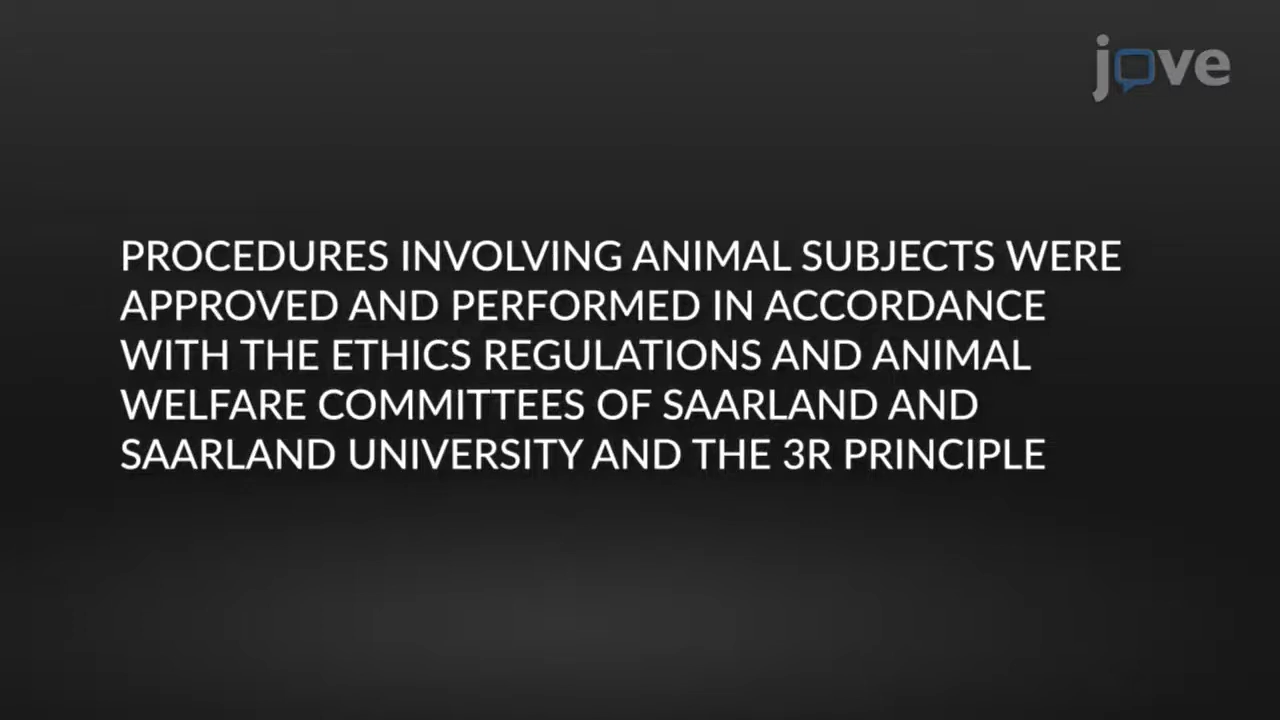 jove
PROCEDURES INVOLVING ANIMAL SUBJECTS WERE
APPROVED AND PERFORMED IN ACCORDANCE
WITH THE ETHICS REGULATIONS AND ANIMAL
WELFARE COMMITTEES OF SAARLAND AND
SAARLAND UNIVERSITY AND THE 3R PRINCIPLE